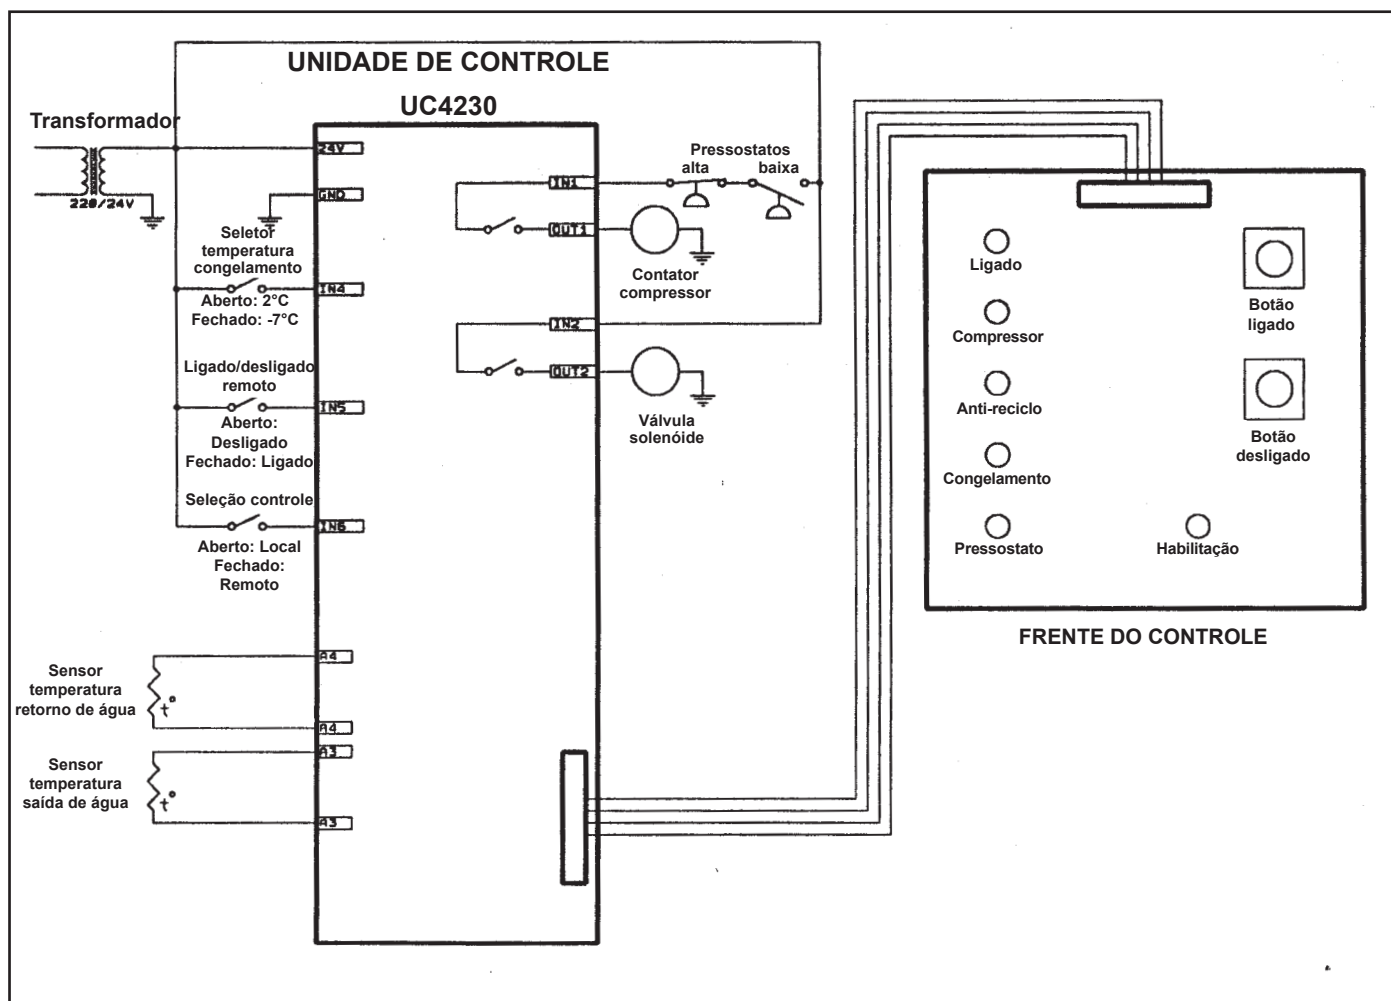 UNIDADE DE CONTROLE
UC4230
Transformador
220/24V
24V
GND
Seletor
temperatura
congelamento
Aberto: 2°C
Fechado: -7°C
IN4
Ligado/desligado
remoto
Aberto:
Desligado
Fechado: Ligado
IN5
Seleção controle
Aberto: Local
Fechado:
Remoto
IN6
Sensor
temperatura
retorno de água
t°
A4
A4
Sensor
temperatura
saída de água
t°
A3
A3
IN1
Pressostatos
alta baixa
OUT1
Contator
compressor
IN2
OUT2
Válvula
solenóide
Ligado
Compressor
Anti-reciclo
Congelamento
Pressostato
Botão
ligado
Botão
desligado
Habilitação
FRENTE DO CONTROLE